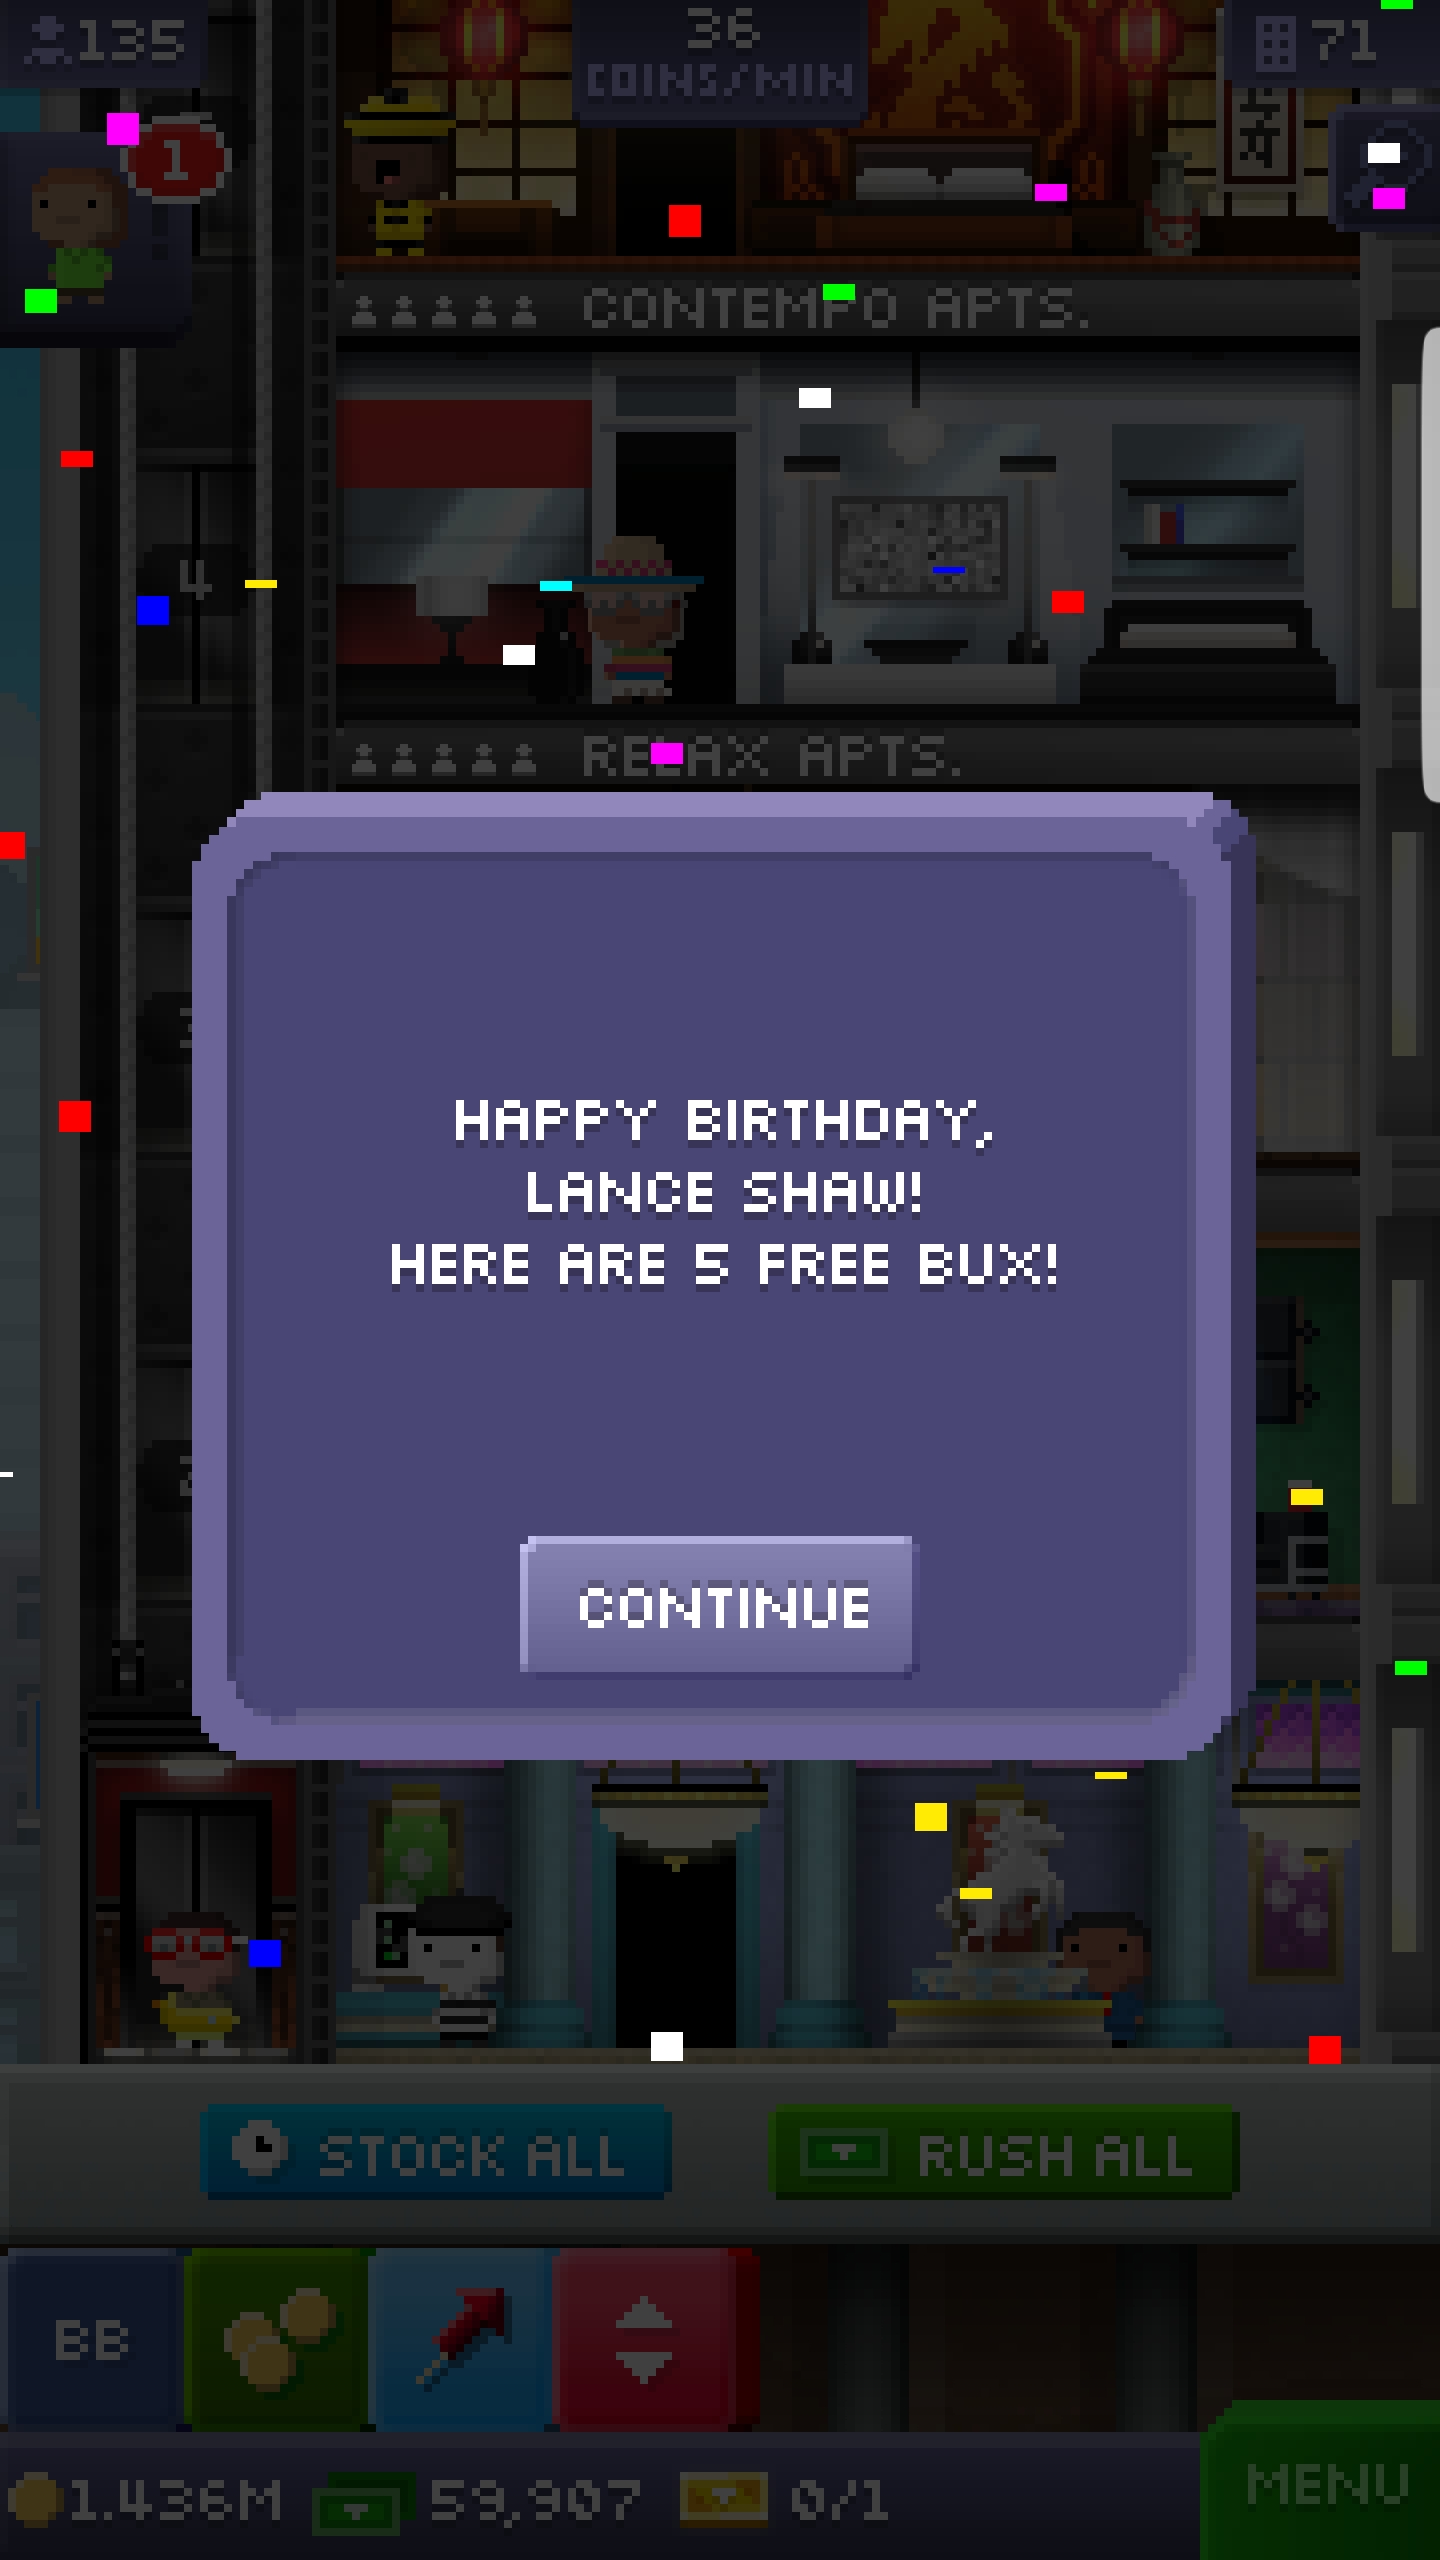 135
36
COINS/MIN
71
1
CONTEMPO APTS.
4
RELAX APTS.
HAPPY BIRTHDAY,
LANCE SHAW!
HERE ARE 5 FREE BUX!
CONTINUE
STOCK ALL
RUSH ALL
BB
1.436M
59,907
0/1
MENU